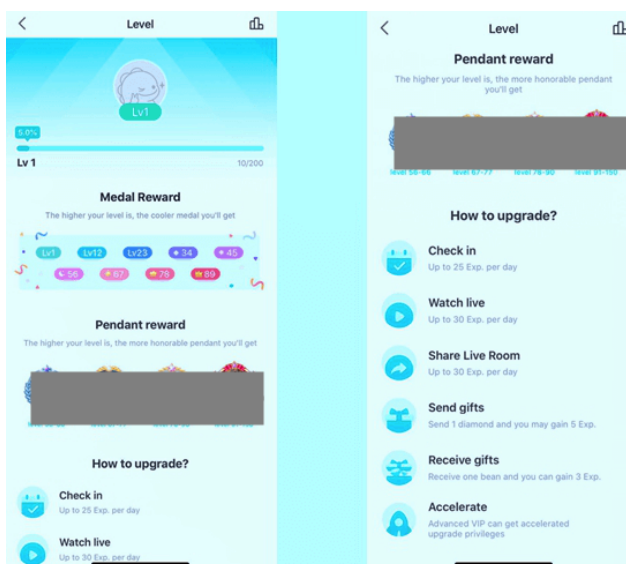 Level
Lv1
5.0%
Lv 1
10/200
Medal Reward
The higher your level is, the cooler medal you'll get
Lv1 Lv12 Lv23 34 45
56 67 78 89
Pendant reward
The higher your level is, the more honorable pendant you'll get
How to upgrade?
Check in
Up to 25 Exp. per day
Watch live
Up to 30 Exp. per day
Level
Pendant reward
The higher your level is, the more honorable pendant
you'll get
level 56-66 level 67-77 level 78-90 level 91-150
How to upgrade?
Check in
Up to 25 Exp. per day
Watch live
Up to 30 Exp. per day
Share Live Room
Up to 30 Exp. per day
Send gifts
Send 1 diamond and you may gain 5 Exp.
Receive gifts
Receive one bean and you can gain 3 Exp.
Accelerate
Advanced VIP can get accelerated
upgrade privileges